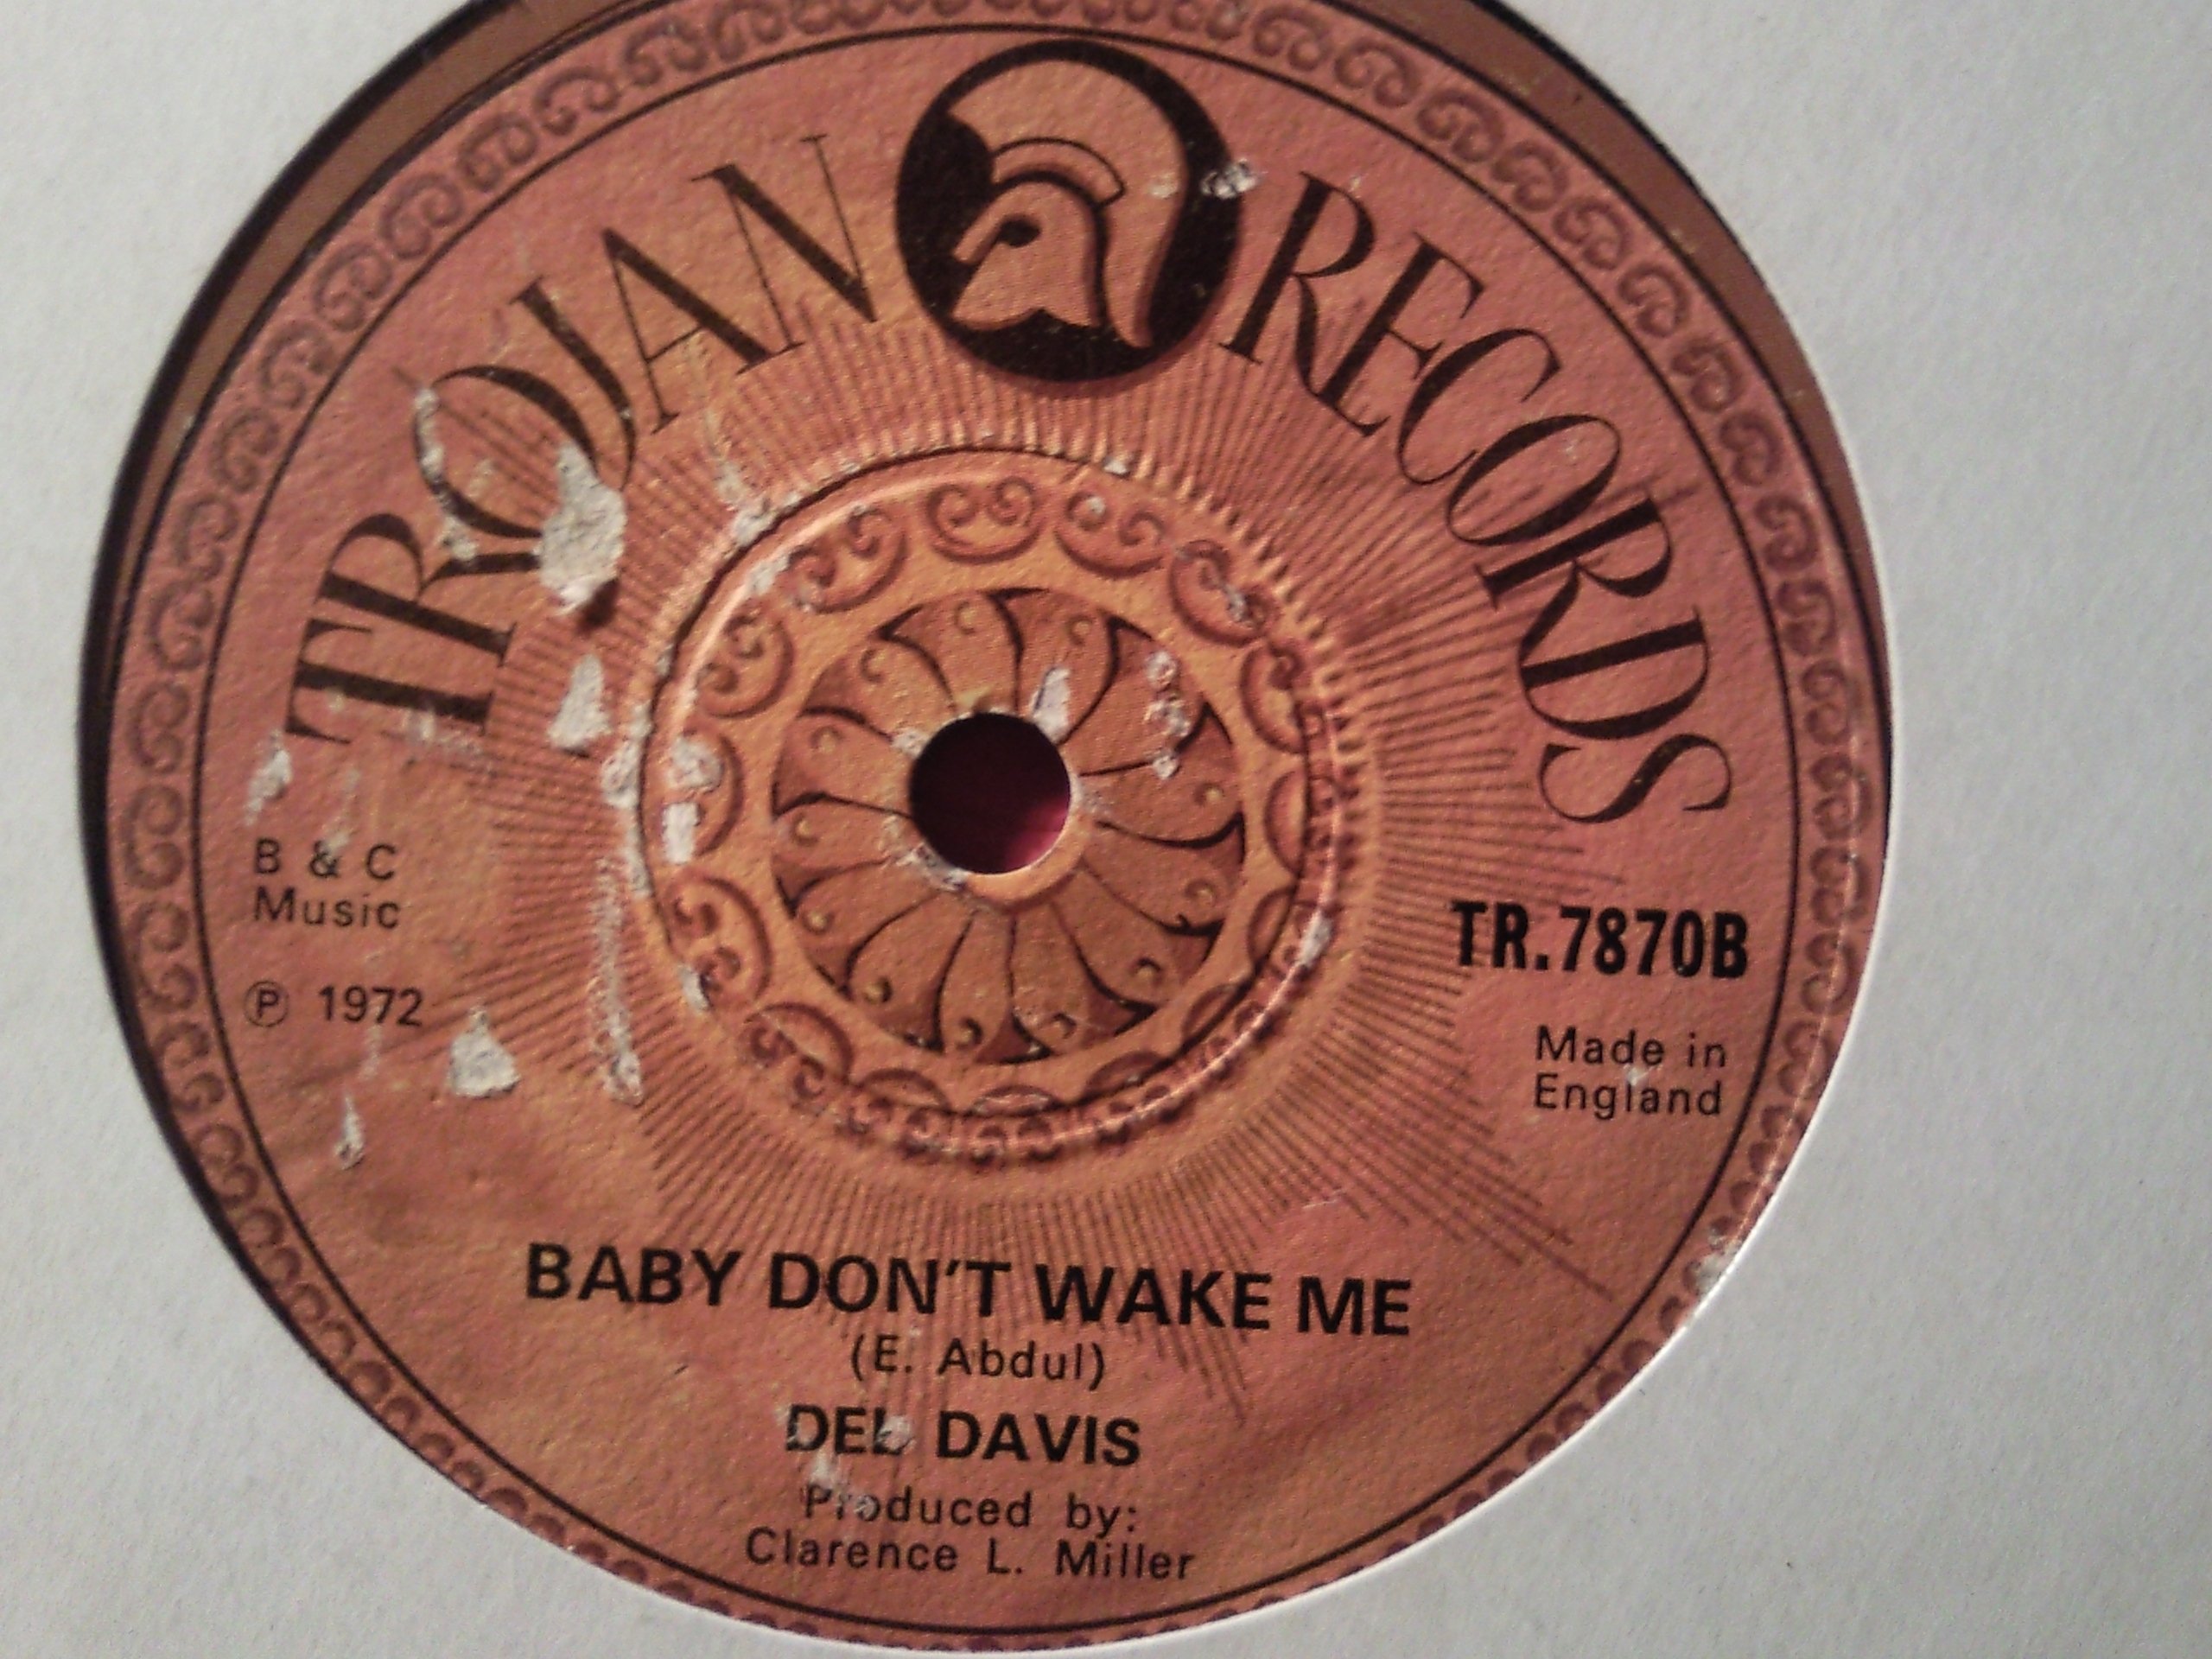 TROJAN RECORDS
B & C
Music
℗ 1972
TR.7870B
Made in
England
BABY DON'T WAKE ME
(E. Abdul)
DEL DAVIS
Produced by:
Clarence L. Miller